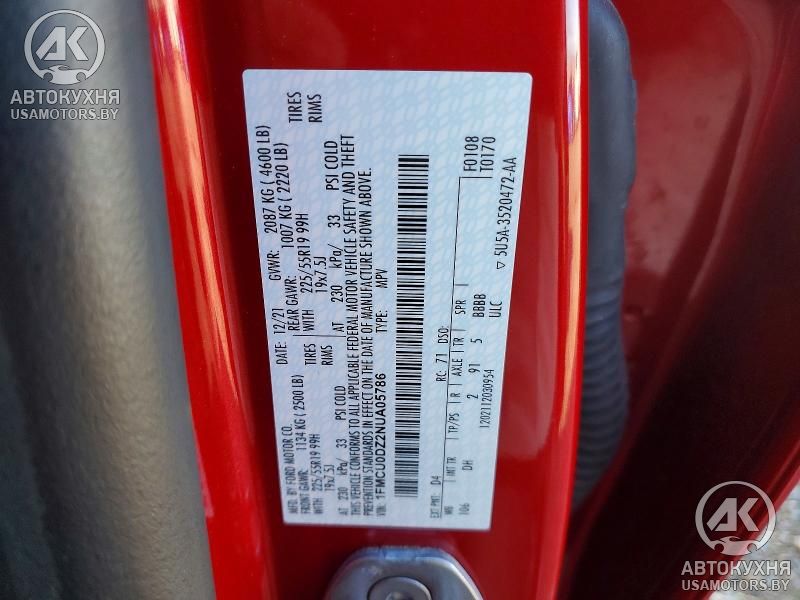 AK
АВТОКУХНЯ
USAMOTORS.BY
MFD. BY FORD MOTOR CO.
DATE: 12/21 GVWR: 2087 KG ( 4600 LB)
FRONT GAWR: 1134 KG ( 2500 LB) REAR GAWR: 1007 KG ( 2220 LB)
WITH 225/55R19 99H TIRES WITH 225/55R19 99H TIRES
19x7.5J RIMS 19x7.5J RIMS
AT 230 kPa/ 33 PSI COLD AT 230 kPa/ 33 PSI COLD
THIS VEHICLE CONFORMS TO ALL APPLICABLE FEDERAL MOTOR VEHICLE SAFETY AND THEFT
PREVENTION STANDARDS IN EFFECT ON THE DATE OF MANUFACTURE SHOWN ABOVE.
VIN: 1FMCU0DZ2NUA05786 TYPE: MPV
F0108
T0170
EXT PNT: D4 RC: 71 DSO:
WB INT TR TP/PS R AXLE TR SPR
106 DH 2 91 5 BBBB
ULC
1202112030954
▽ 5U5A-3520472-AA
AK
АВТОКУХНЯ
USAMOTORS.BY